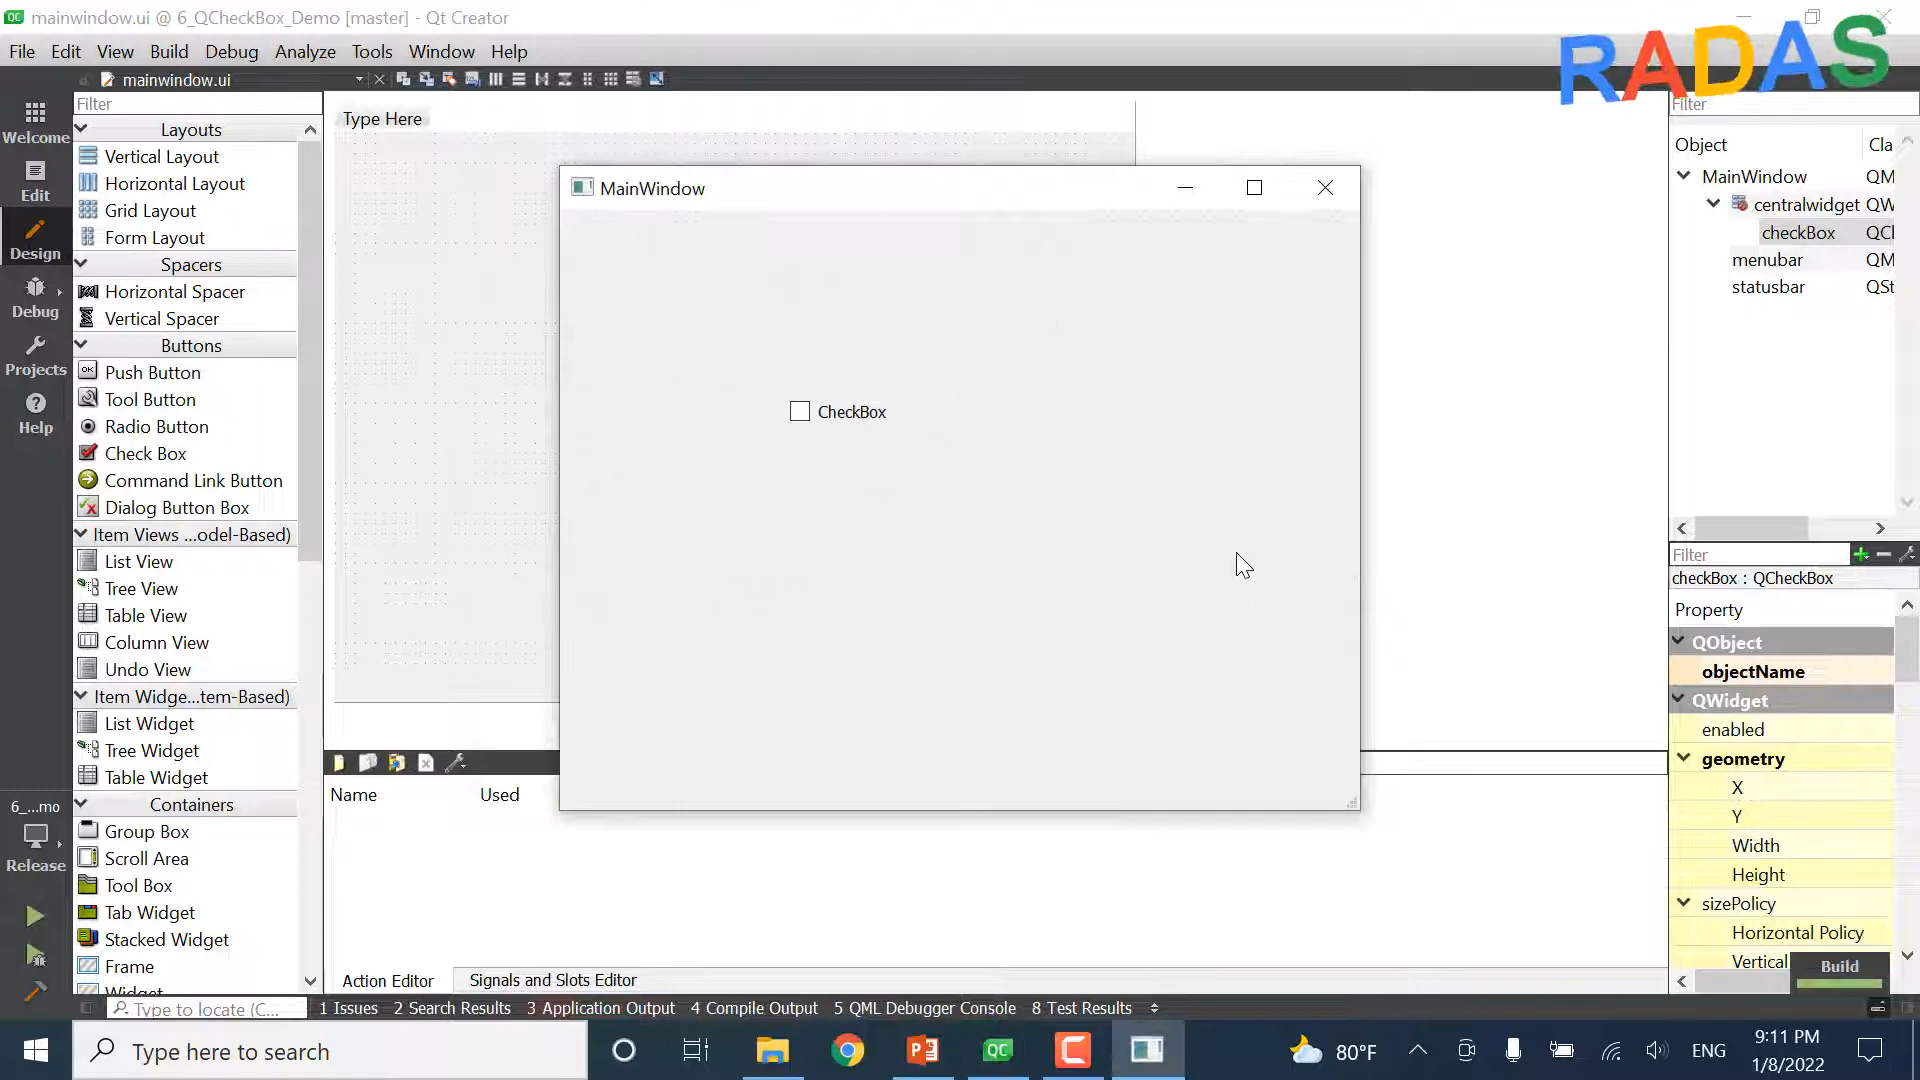 mainwindow.ui @ 6_QCheckBox_Demo [master] - Qt Creator
RADAS
File Edit View Build Debug Analyze Tools Window Help
mainwindow.ui
Welcome
Edit
Design
Debug
Projects
Help
6_...mo
Release
Filter
Layouts
Vertical Layout
Horizontal Layout
Grid Layout
Form Layout
Spacers
Horizontal Spacer
Vertical Spacer
Buttons
Push Button
Tool Button
Radio Button
Check Box
Command Link Button
Dialog Button Box
Item Views ...odel-Based)
List View
Tree View
Table View
Column View
Undo View
Item Widge...tem-Based)
List Widget
Tree Widget
Table Widget
Containers
Group Box
Scroll Area
Tool Box
Tab Widget
Stacked Widget
Frame
Widget
Type Here
MainWindow
CheckBox
Name Used
Action Editor Signals and Slots Editor
Filter
Object Cla
MainWindow QM
centralwidget QW
checkBox QCl
menubar QM
statusbar QSt
Filter
checkBox : QCheckBox
Property
QObject
objectName
QWidget
enabled
geometry
X
Y
Width
Height
sizePolicy
Horizontal Policy
Vertical
Build
Type to locate (C... 1 Issues 2 Search Results 3 Application Output 4 Compile Output 5 QML Debugger Console 8 Test Results
Type here to search 80°F ENG 9:11 PM
1/8/2022